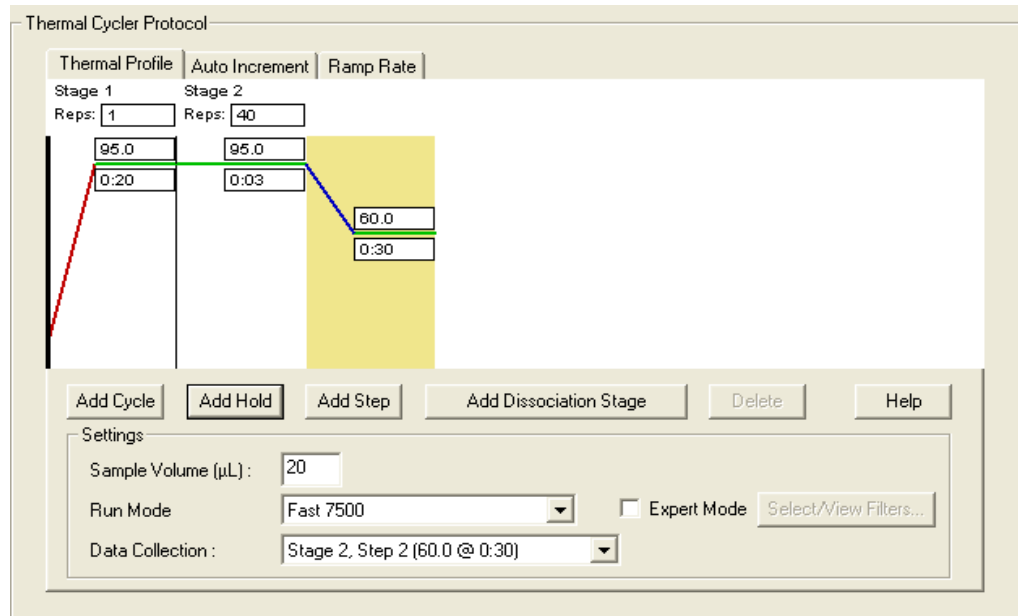 Thermal Cycler Protocol
Thermal Profile Auto Increment Ramp Rate
Stage 1 Stage 2
Reps: 1 Reps: 40
95.0 95.0
0:20 0:03
60.0
0:30
Add Cycle Add Hold Add Step Add Dissociation Stage Delete Help
Settings
Sample Volume (µL) : 20
Run Mode Fast 7500 Expert Mode Select/View Filters...
Data Collection : Stage 2, Step 2 (60.0 @ 0:30)